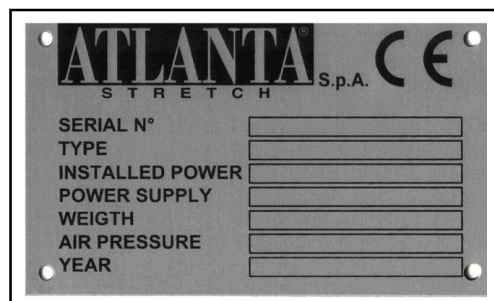 ATLANTA®
STRETCH
S.p.A. CE
SERIAL N°
TYPE
INSTALLED POWER
POWER SUPPLY
WEIGTH
AIR PRESSURE
YEAR